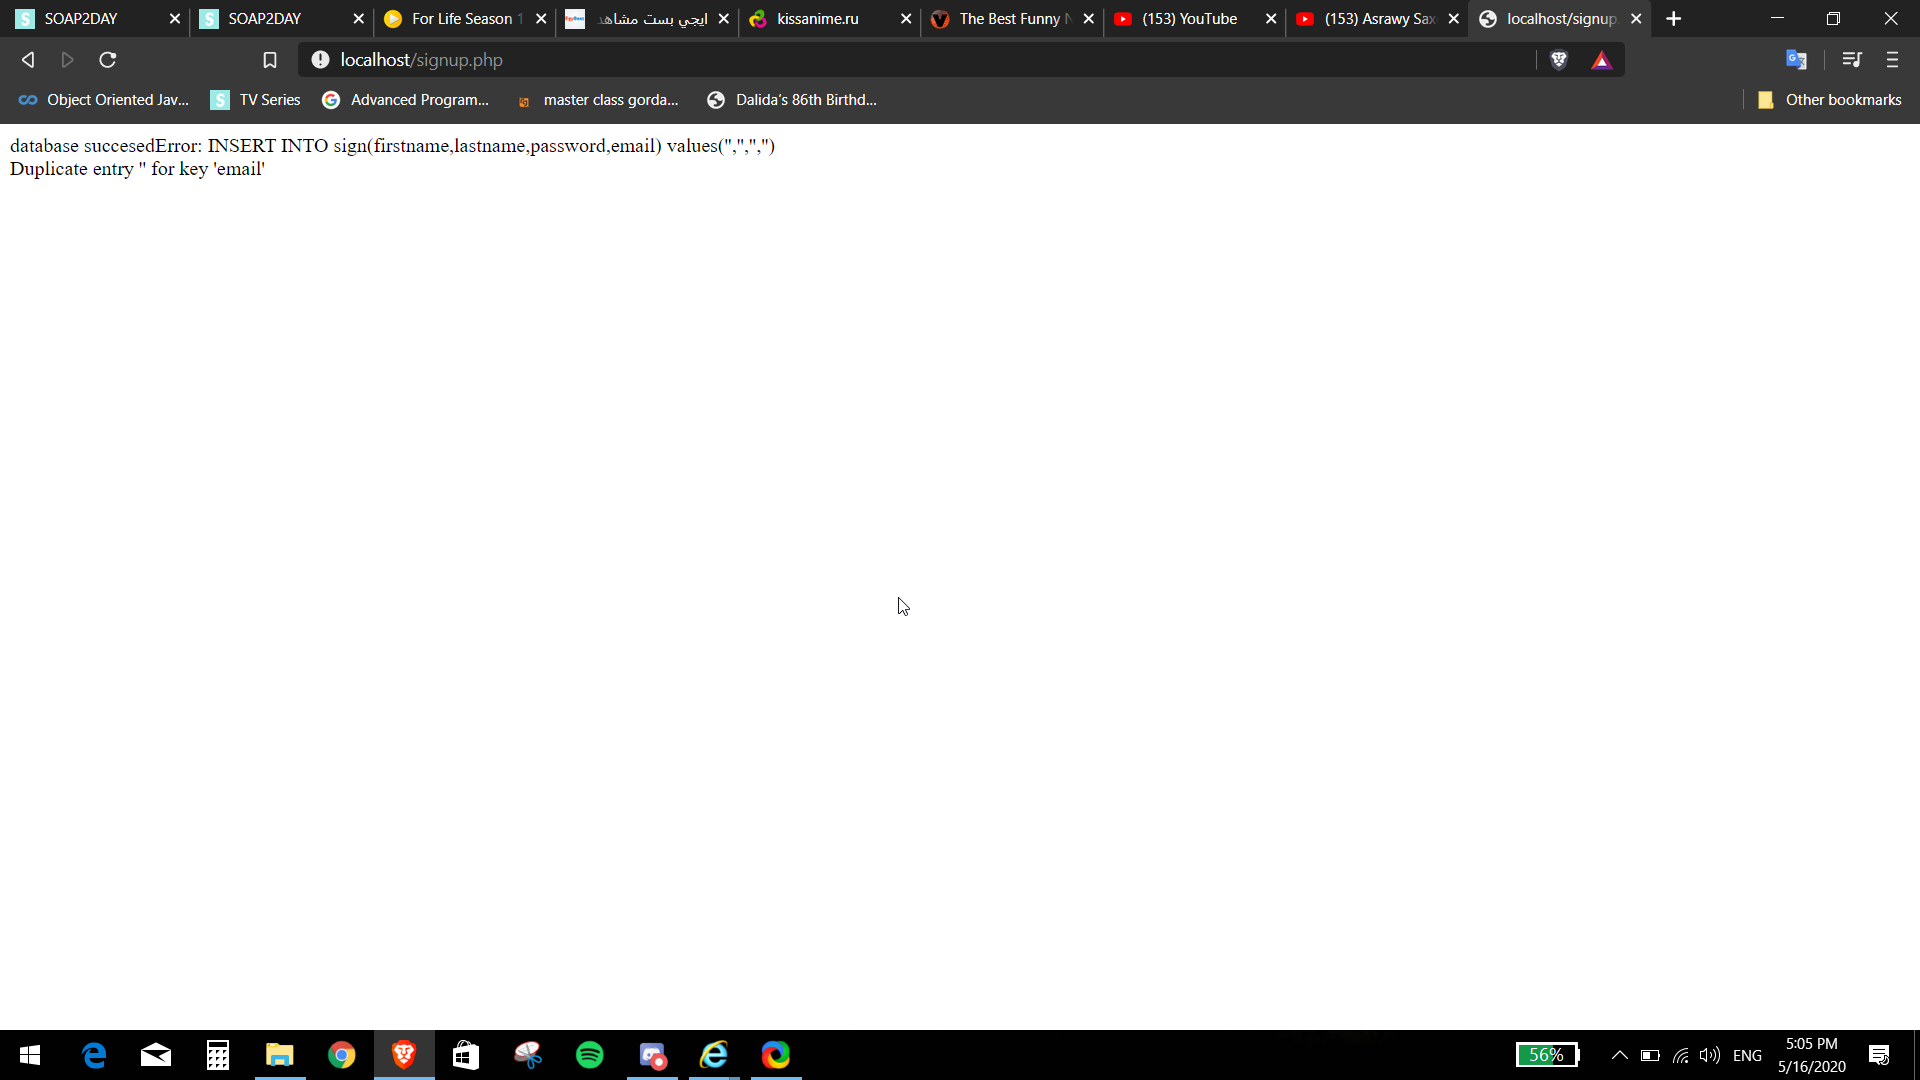 SOAP2DAY
SOAP2DAY
For Life Season 1
ايجي بست مشاهد
kissanime.ru
The Best Funny
(153) YouTube
(153) Asrawy Sax
localhost/signup.
localhost/signup.php
Object Oriented Jav...
TV Series
Advanced Program...
master class gorda...
Dalida's 86th Birthd...
Other bookmarks
database succesedError: INSERT INTO sign(firstname,lastname,password,email) values('','','','')
Duplicate entry '' for key 'email'
56%
ENG
5:05 PM
5/16/2020